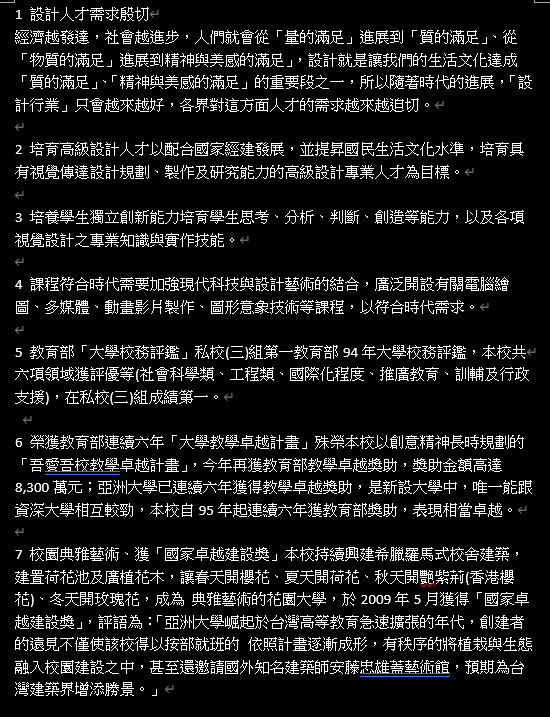 1 設計人才需求殷切
經濟越發達，社會越進步，人們就會從「量的滿足」進展到「質的滿足」、從
「物質的滿足」進展到精神與美感的滿足」，設計就是讓我們的生活文化達成
「質的滿足」、「精神與美感的滿足」的重要段之一，所以隨著時代的進展，「設
計行業」只會越來越好，各界對這方面人才的需求越來越迫切。
2 培育高級設計人才以配合國家經建發展，並提昇國民生活文化水準，培育具
有視覺傳達設計規劃、製作及研究能力的高級設計專業人才為目標。
3 培養學生獨立創新能力培育學生思考、分析、判斷、創造等能力，以及各項
視覺設計之專業知識與實作技能。
4 課程符合時代需要加強現代科技與設計藝術的結合，廣泛開設有關電腦繪
圖、多媒體、動畫影片製作、圖形意象技術等課程，以符合時代需求。
5 教育部「大學校務評鑑」私校(三)組第一教育部 94 年大學校務評鑑，本校共
六項領域獲評優等(社會科學類、工程類、國際化程度、推廣教育、訓輔及行政
支援)，在私校(三)組成績第一。
6 榮獲教育部連續六年「大學教學卓越計畫」殊榮本校以創意精神長時規劃的
「吾愛吾校教學卓越計畫」，今年再獲教育部教學卓越獎助，獎助金額高達
8,300 萬元；亞洲大學已連續六年獲得教學卓越獎助，是新設大學中，唯一能跟
資深大學相互較勁，本校自 95 年起連續六年獲教育部獎助，表現相當卓越。
7 校園典雅藝術、獲「國家卓越建設獎」本校持續興建希臘羅馬式校舍建築，
建置荷花池及廣植花木，讓春天開櫻花、夏天開荷花、秋天開豔紫荊(香港櫻
花)、冬天開玫瑰花，成為 典雅藝術的花園大學，於 2009 年 5 月獲得「國家卓
越建設獎」，評語為：「亞洲大學崛起於台灣高等教育急速擴張的年代，創建者
的遠見不僅使該校得以按部就班的 依照計畫逐漸成形，有秩序的將植栽與生態
融入校園建設之中，甚至還邀請國外知名建築師安藤忠雄蓋藝術館，預期為台
灣建築界增添勝景。」